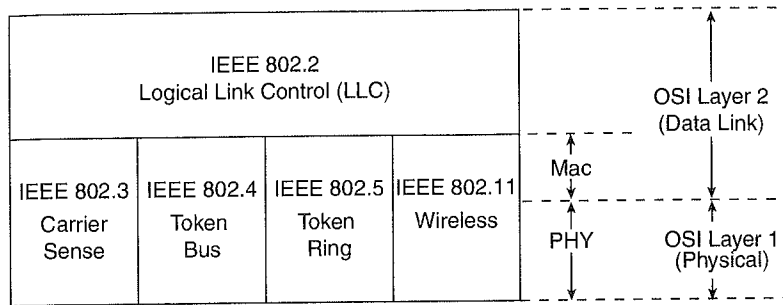 IEEE 802.2
Logical Link Control (LLC)
OSI Layer 2
(Data Link)
Mac
IEEE 802.3
Carrier
Sense
IEEE 802.4
Token
Bus
IEEE 802.5
Token
Ring
IEEE 802.11
Wireless
PHY
OSI Layer 1
(Physical)